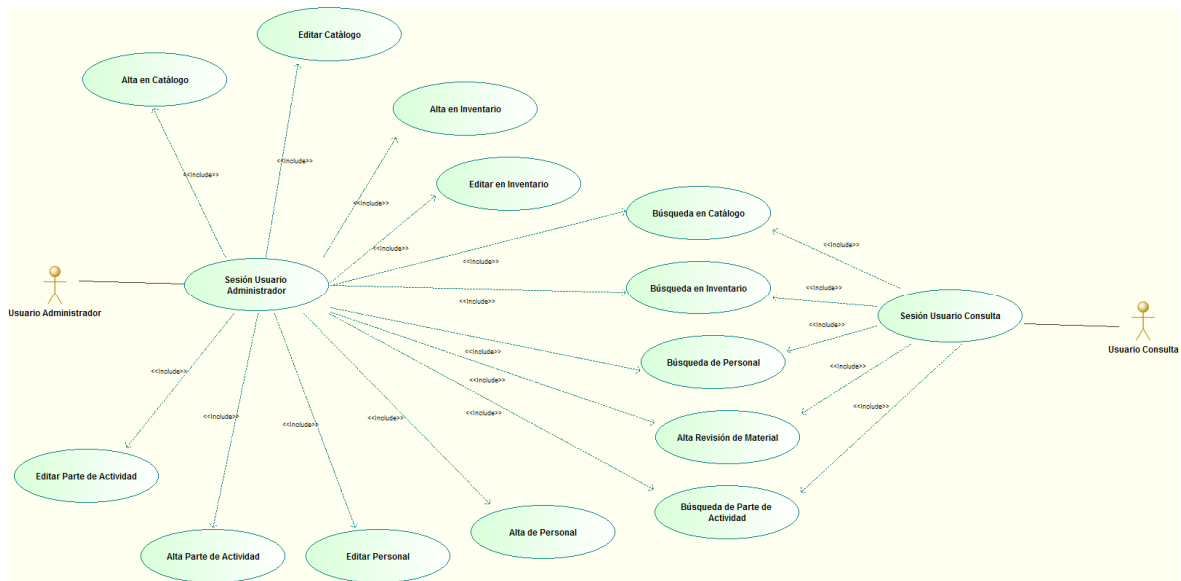 Editar Catálogo
Alta en Catálogo
Alta en Inventario
<<Include>>
<<Include>>
Editar en Inventario
<<Include>>
Búsqueda en Catálogo
<<Include>>
<<Include>>
<<Include>>
Sesión Usuario
Administrador
Búsqueda en Inventario
<<Include>>
<<Include>>
Usuario Administrador
Sesión Usuario Consulta
<<Include>>
Usuario Consulta
Búsqueda de Personal
<<Include>>
<<Include>>
<<Include>>
<<Include>>
<<Include>>
<<Include>>
<<Include>>
<<Include>>
<<Include>>
<<Include>>
Alta Revisión de Material
Editar Parte de Actividad
Búsqueda de Parte de
Actividad
Alta de Personal
Alta Parte de Actividad
Editar Personal